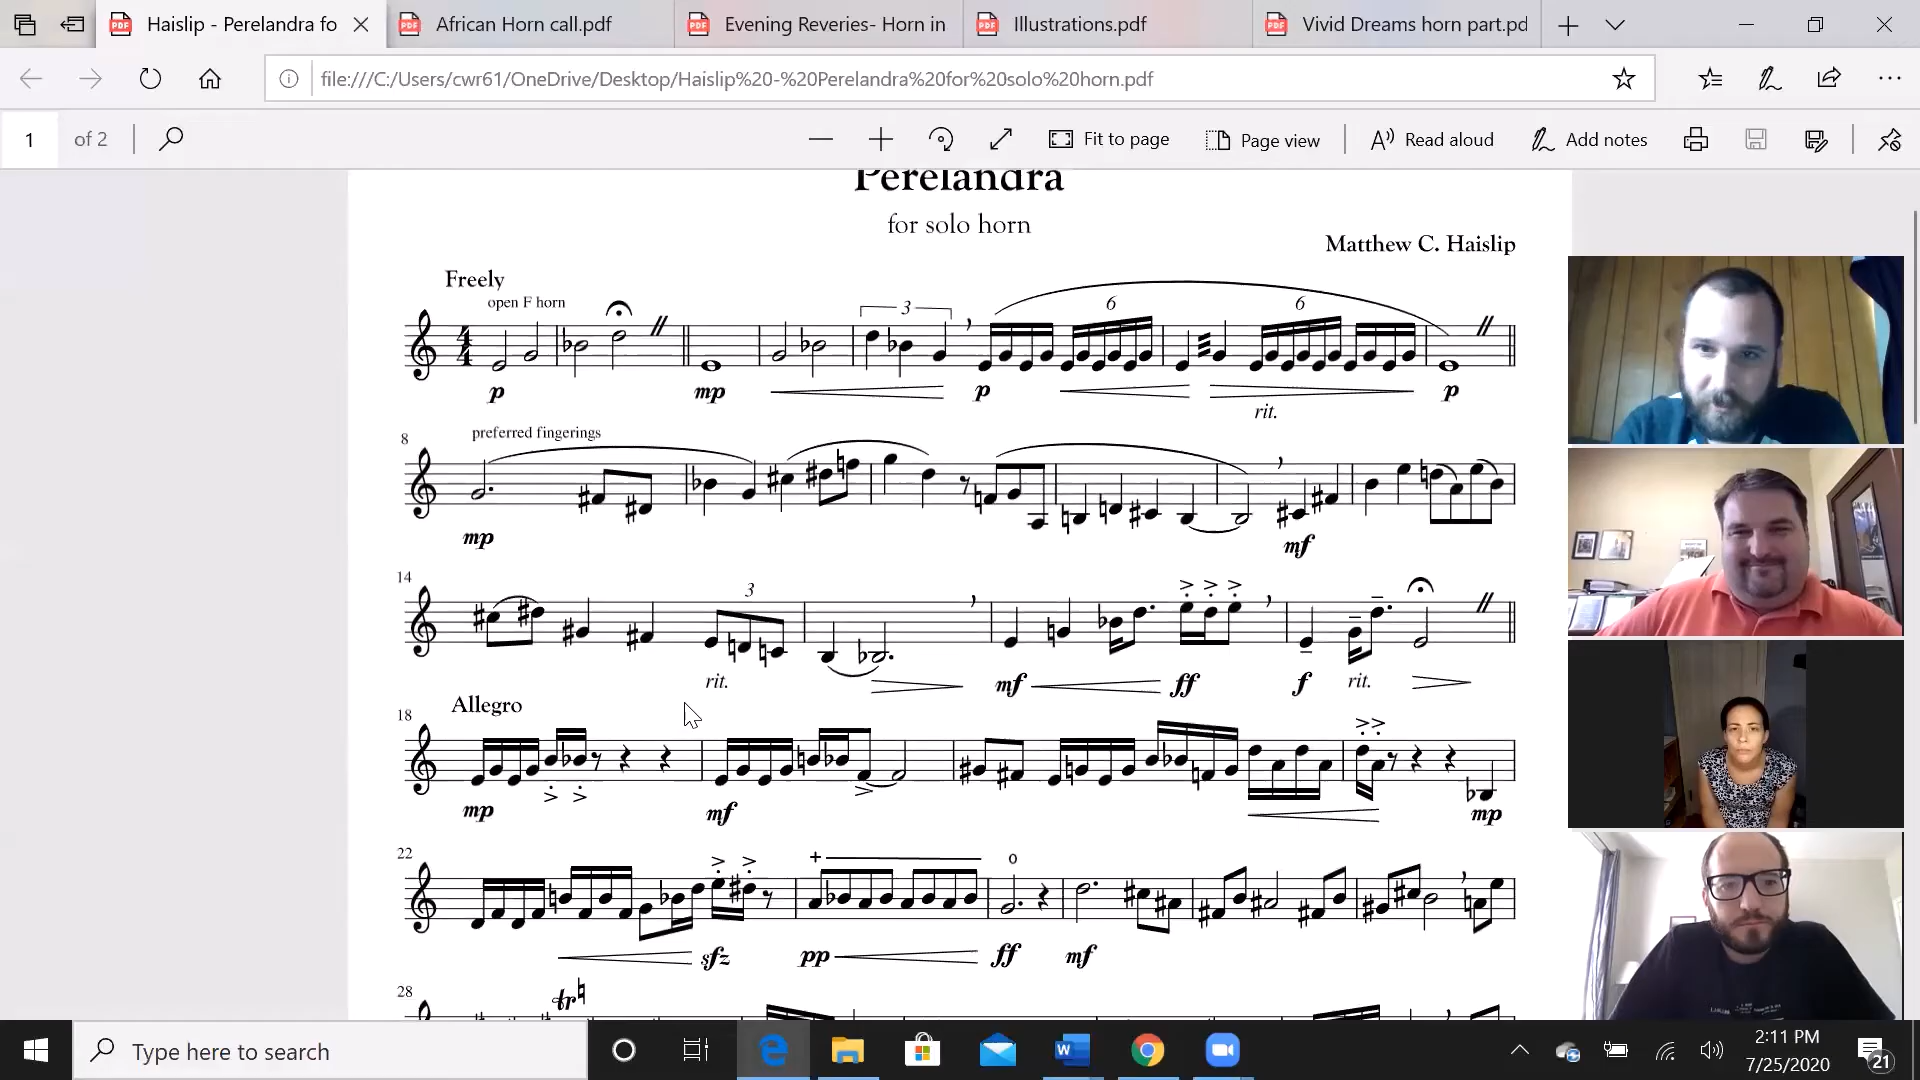 Haislip - Perelandra fo
African Horn call.pdf
Evening Reveries- Horn in
Illustrations.pdf
Vivid Dreams horn part.pd
file:///C:/Users/cwr61/OneDrive/Desktop/Haislip%20-%20Perelandra%20for%20solo%20horn.pdf
1 of 2
Fit to page
Page view
Read aloud
Add notes
Perelandra
for solo horn
Matthew C. Haislip
Freely
open F horn
3 6 6
p mp p p
rit.
8
preferred fingerings
mp mf
14
3
rit. mf ff f rit.
Allegro
18
mp mf mp
22
+ o
sfz pp ff mf
28
tr
Type here to search
2:11 PM
7/25/2020
21